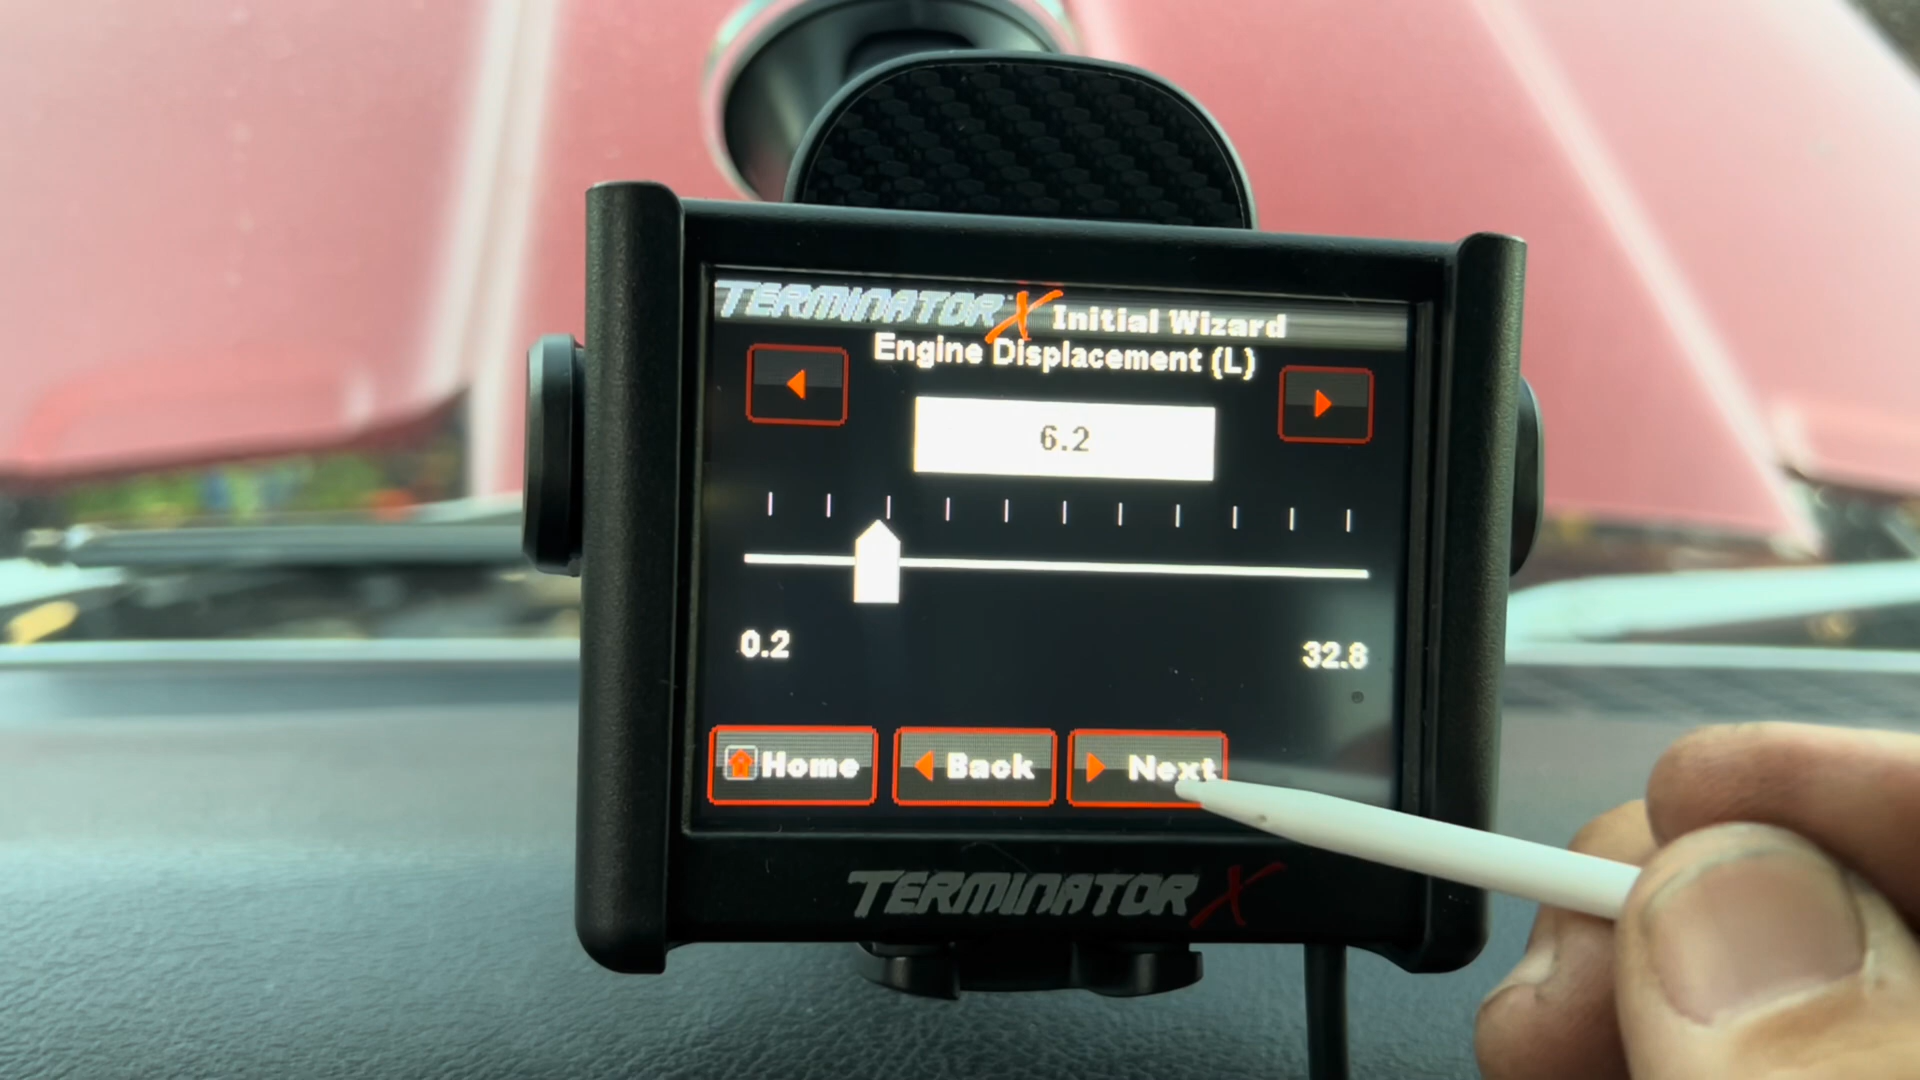 TERMINATOR X Initial Wizard
Engine Displacement (L)
6.2
0.2
32.8
Home
Back
Next
TERMINATOR X